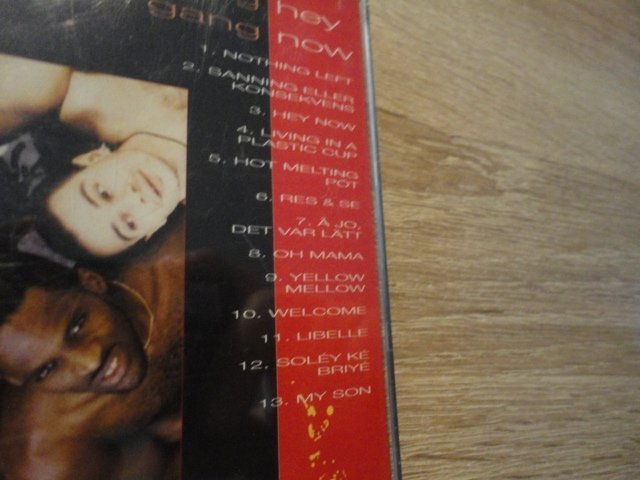 hey
gang now
1. NOTHING LEFT
2. SANNING ELLER
KONSEKVENS
3. HEY NOW
4. LIVING IN A
PLASTIC CUP
5. HOT MELTING
POT
6. RES & SE
7. Å JO,
DET VAR LÄTT
8. OH MAMA
9. YELLOW
MELLOW
10. WELCOME
11. LIBELLE
12. SOLÉY KÉ
BRIYÉ
13. MY SON